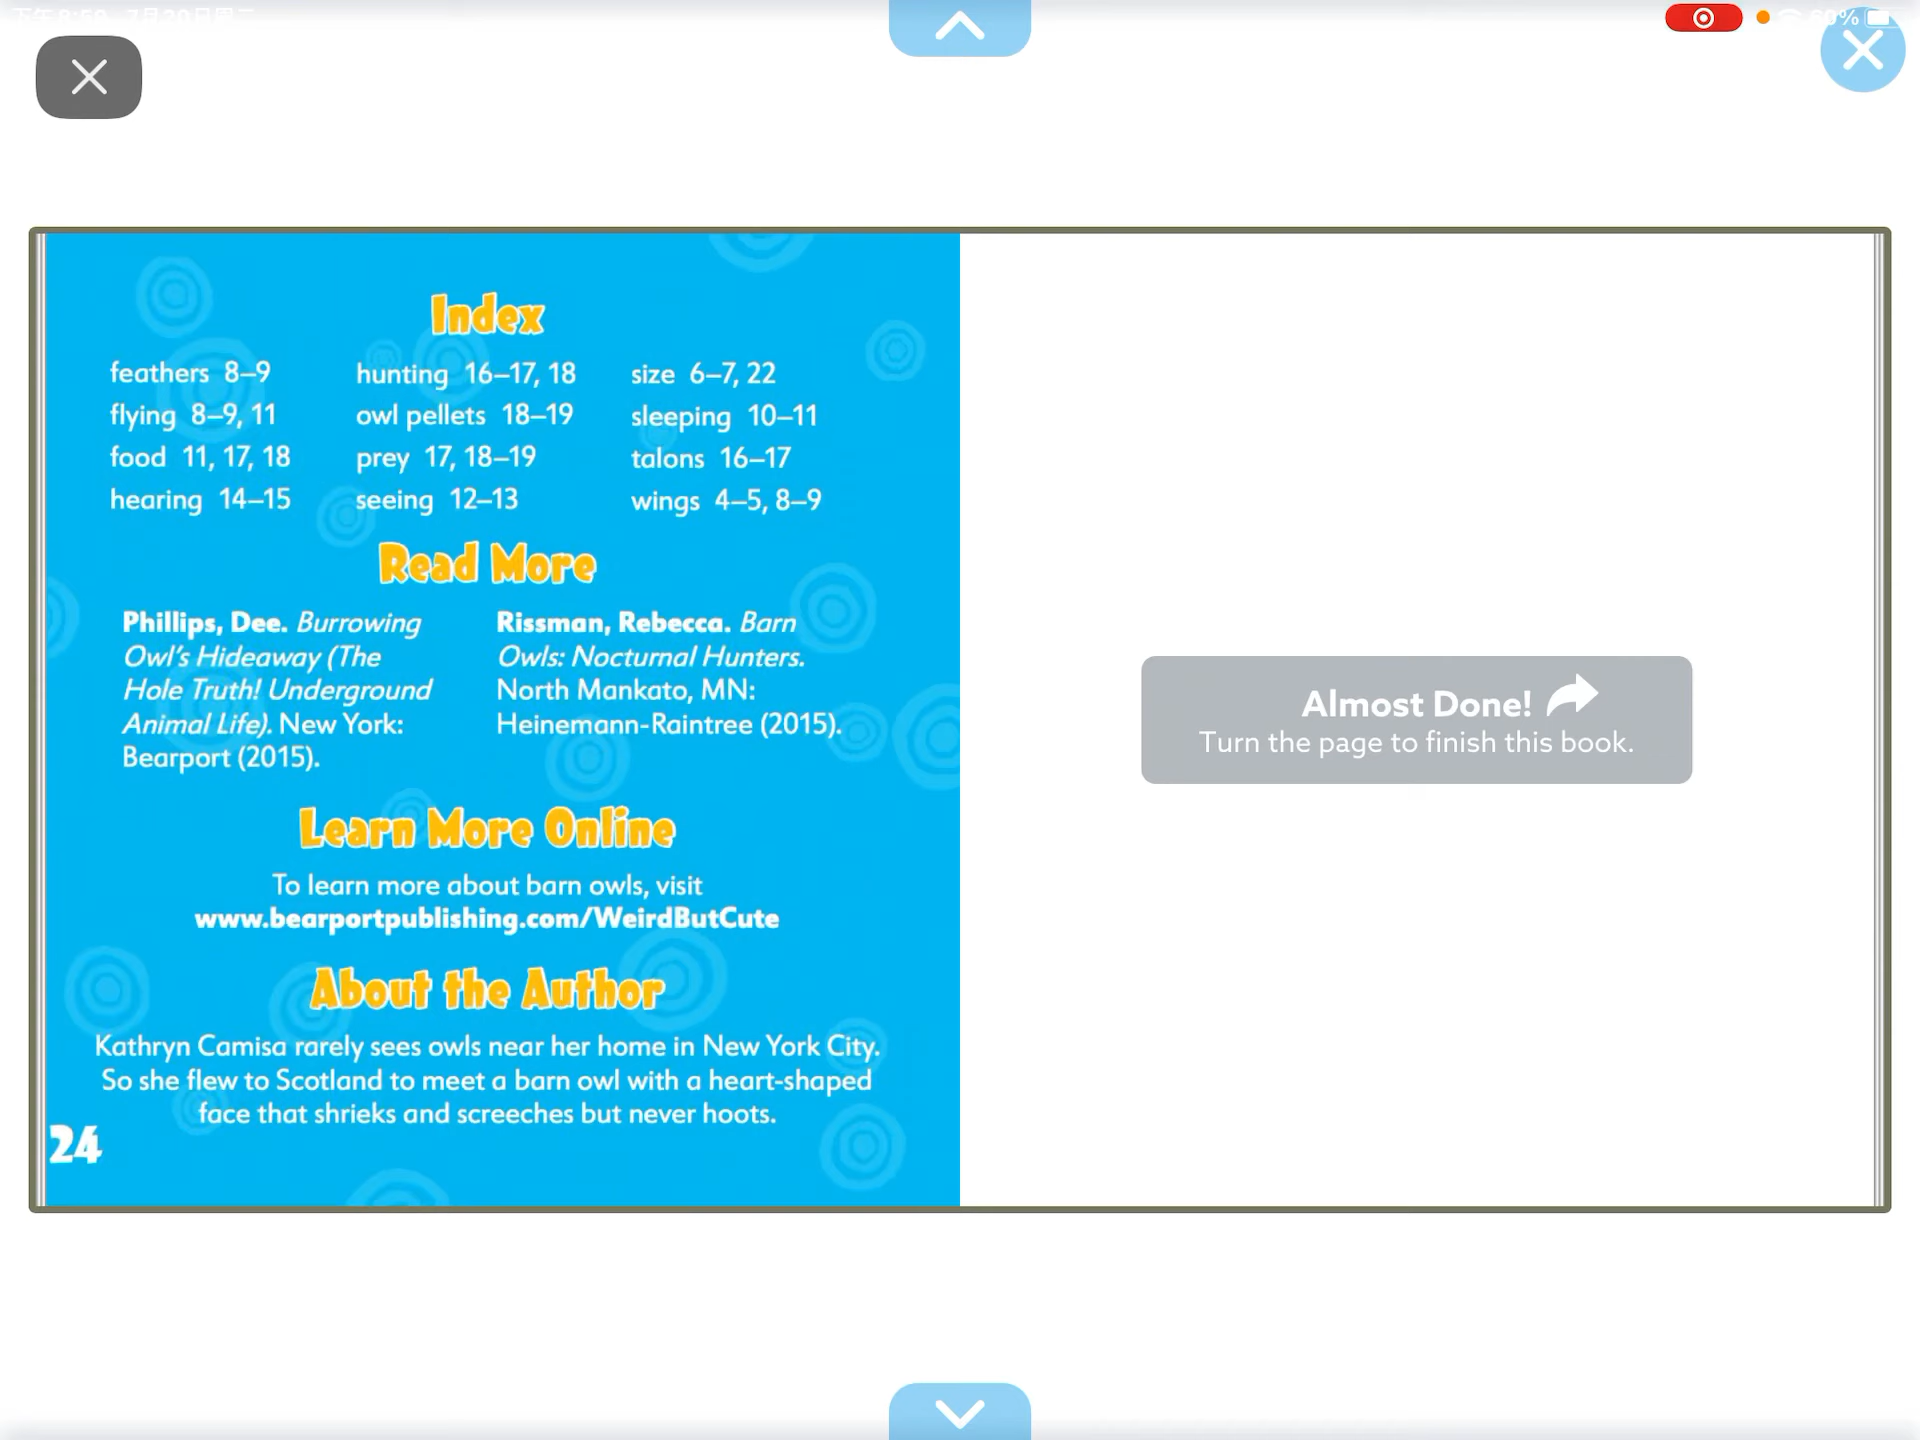 Index
feathers 8–9
flying 8–9, 11
food 11, 17, 18
hearing 14–15
hunting 16–17, 18
owl pellets 18–19
prey 17, 18–19
seeing 12–13
size 6–7, 22
sleeping 10–11
talons 16–17
wings 4–5, 8–9
Read More
Phillips, Dee. Burrowing
Owl's Hideaway (The
Hole Truth! Underground
Animal Life). New York:
Bearport (2015).
Rissman, Rebecca. Barn
Owls: Nocturnal Hunters.
North Mankato, MN:
Heinemann-Raintree (2015).
Learn More Online
To learn more about barn owls, visit
www.bearportpublishing.com/WeirdButCute
About the Author
Kathryn Camisa rarely sees owls near her home in New York City.
So she flew to Scotland to meet a barn owl with a heart-shaped
face that shrieks and screeches but never hoots.
24
Almost Done!
Turn the page to finish this book.